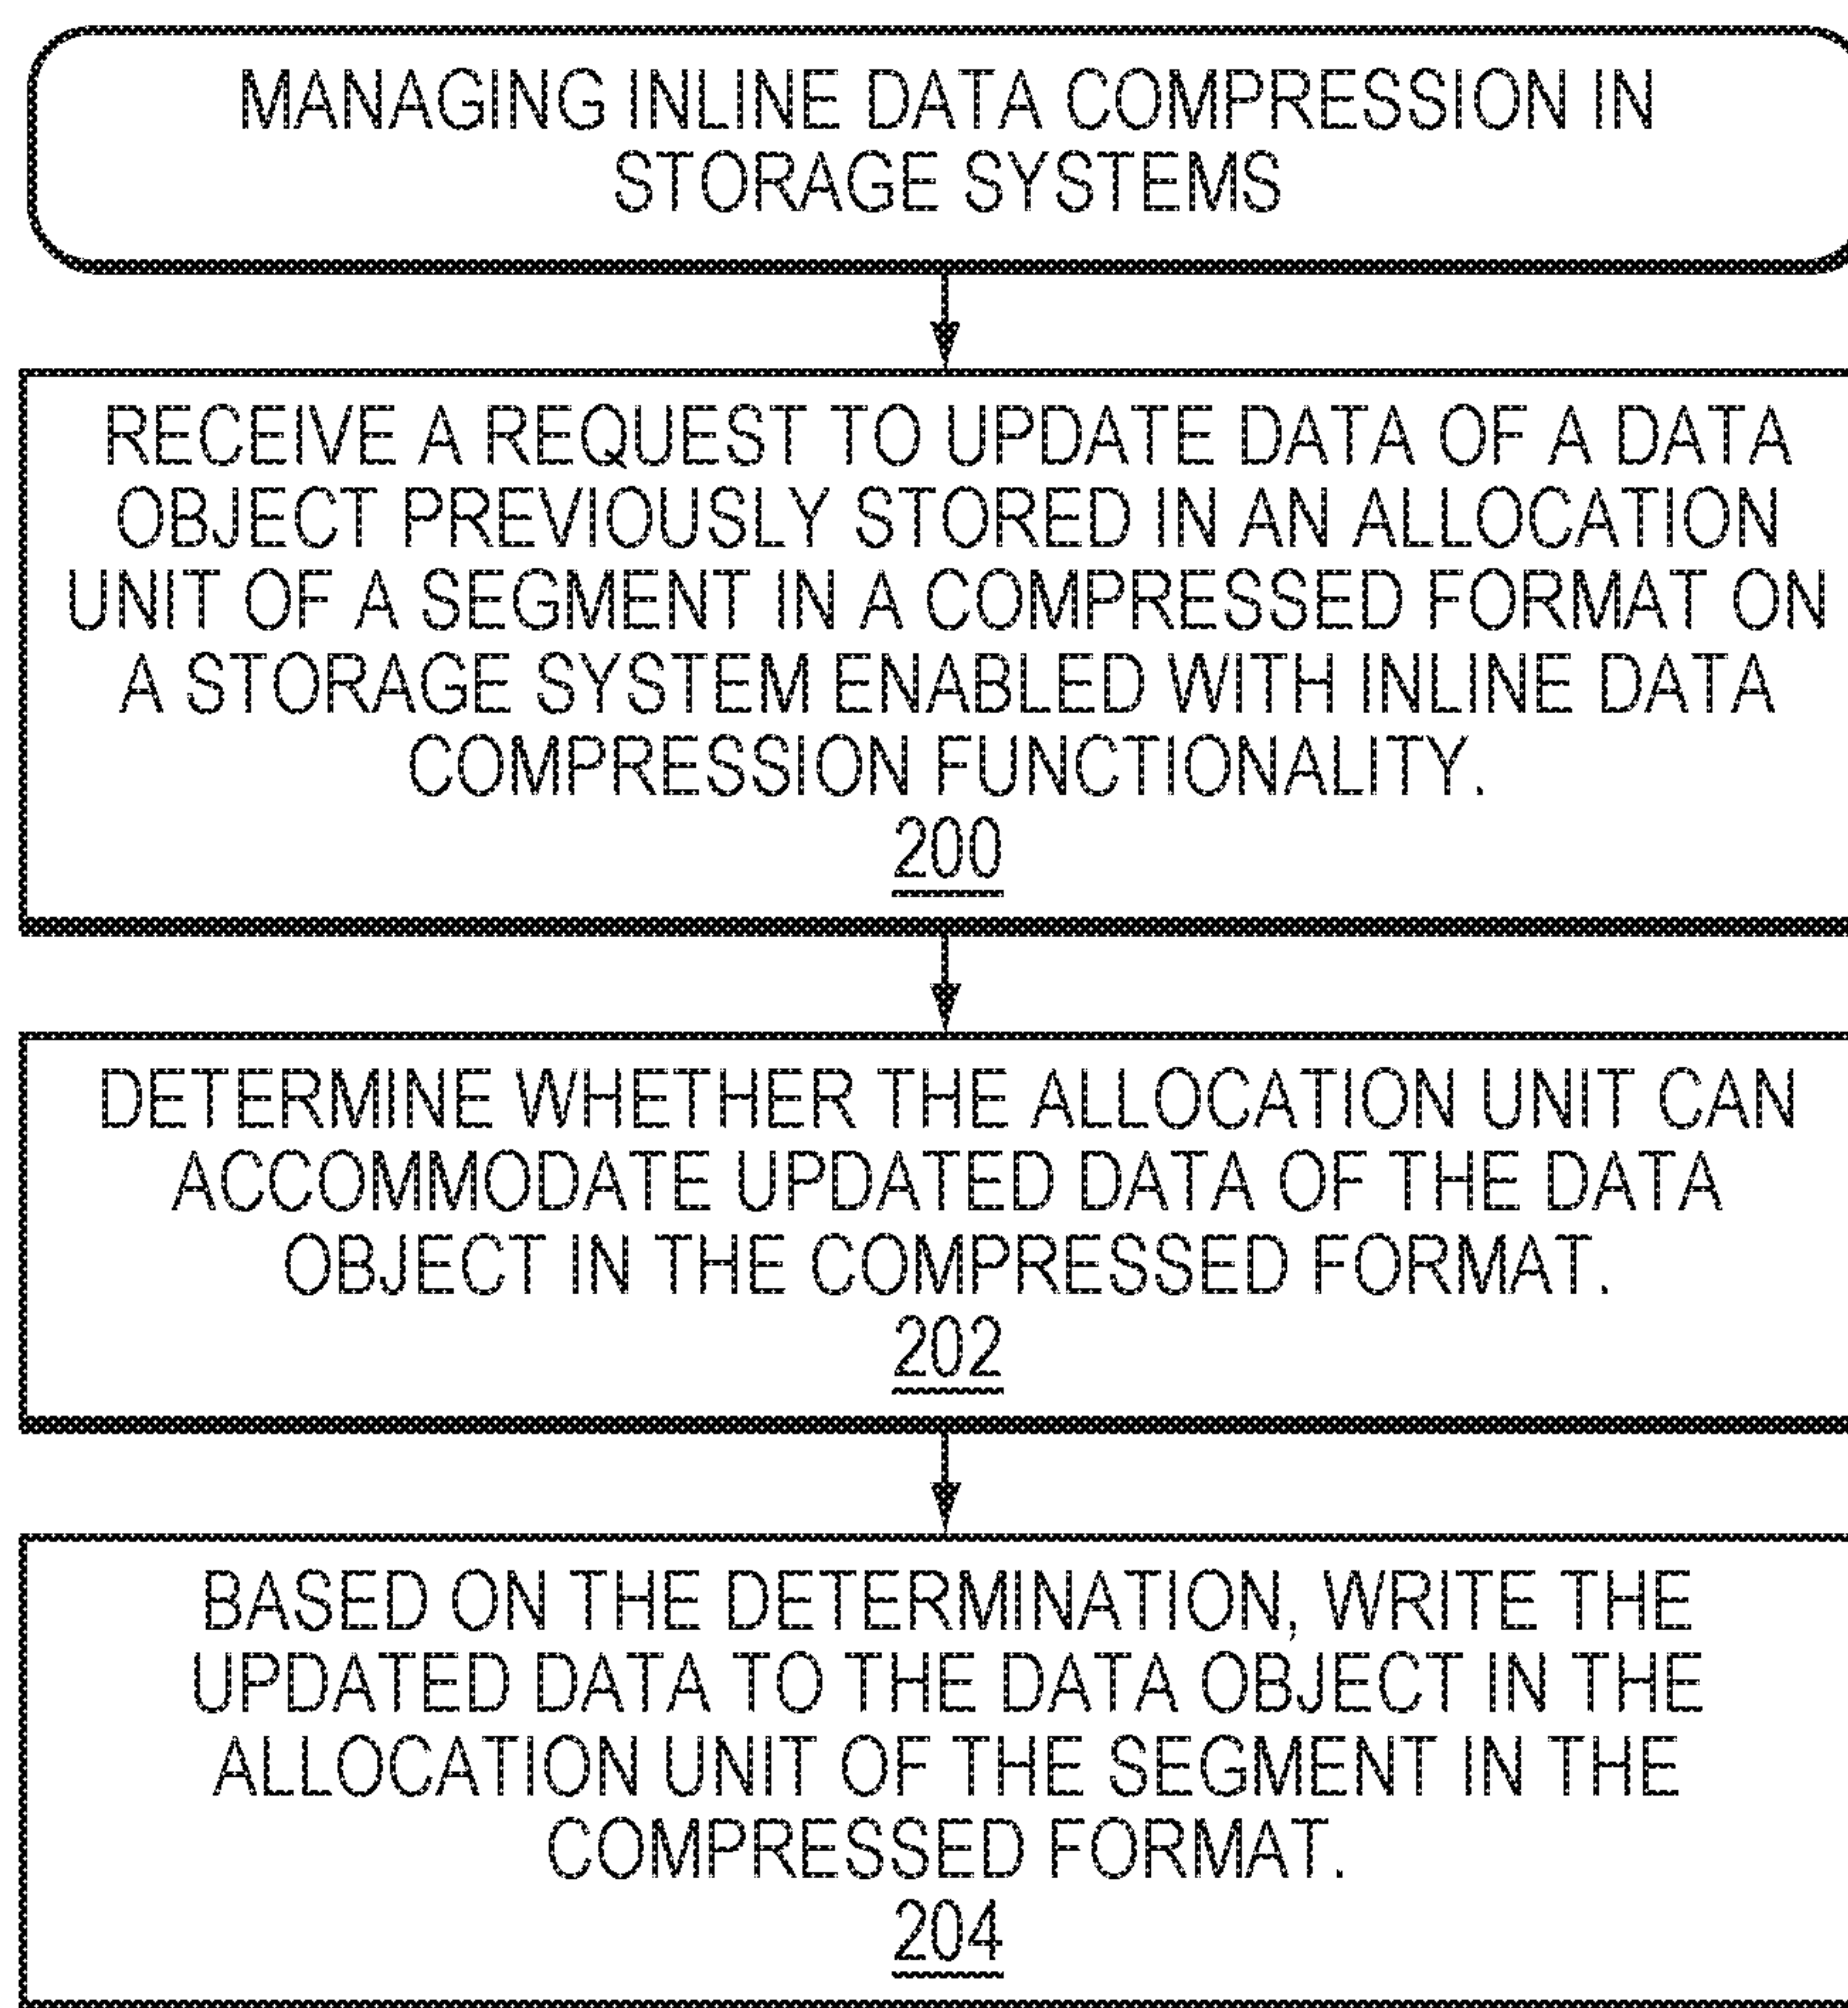 MANAGING INLINE DATA COMPRESSION IN
STORAGE SYSTEMS
RECEIVE A REQUEST TO UPDATE DATA OF A DATA
OBJECT PREVIOUSLY STORED IN AN ALLOCATION
UNIT OF A SEGMENT IN A COMPRESSED FORMAT ON
A STORAGE SYSTEM ENABLED WITH INLINE DATA
COMPRESSION FUNCTIONALITY.
200
DETERMINE WHETHER THE ALLOCATION UNIT CAN
ACCOMMODATE UPDATED DATA OF THE DATA
OBJECT IN THE COMPRESSED FORMAT.
202
BASED ON THE DETERMINATION, WRITE THE
UPDATED DATA TO THE DATA OBJECT IN THE
ALLOCATION UNIT OF THE SEGMENT IN THE
COMPRESSED FORMAT.
204